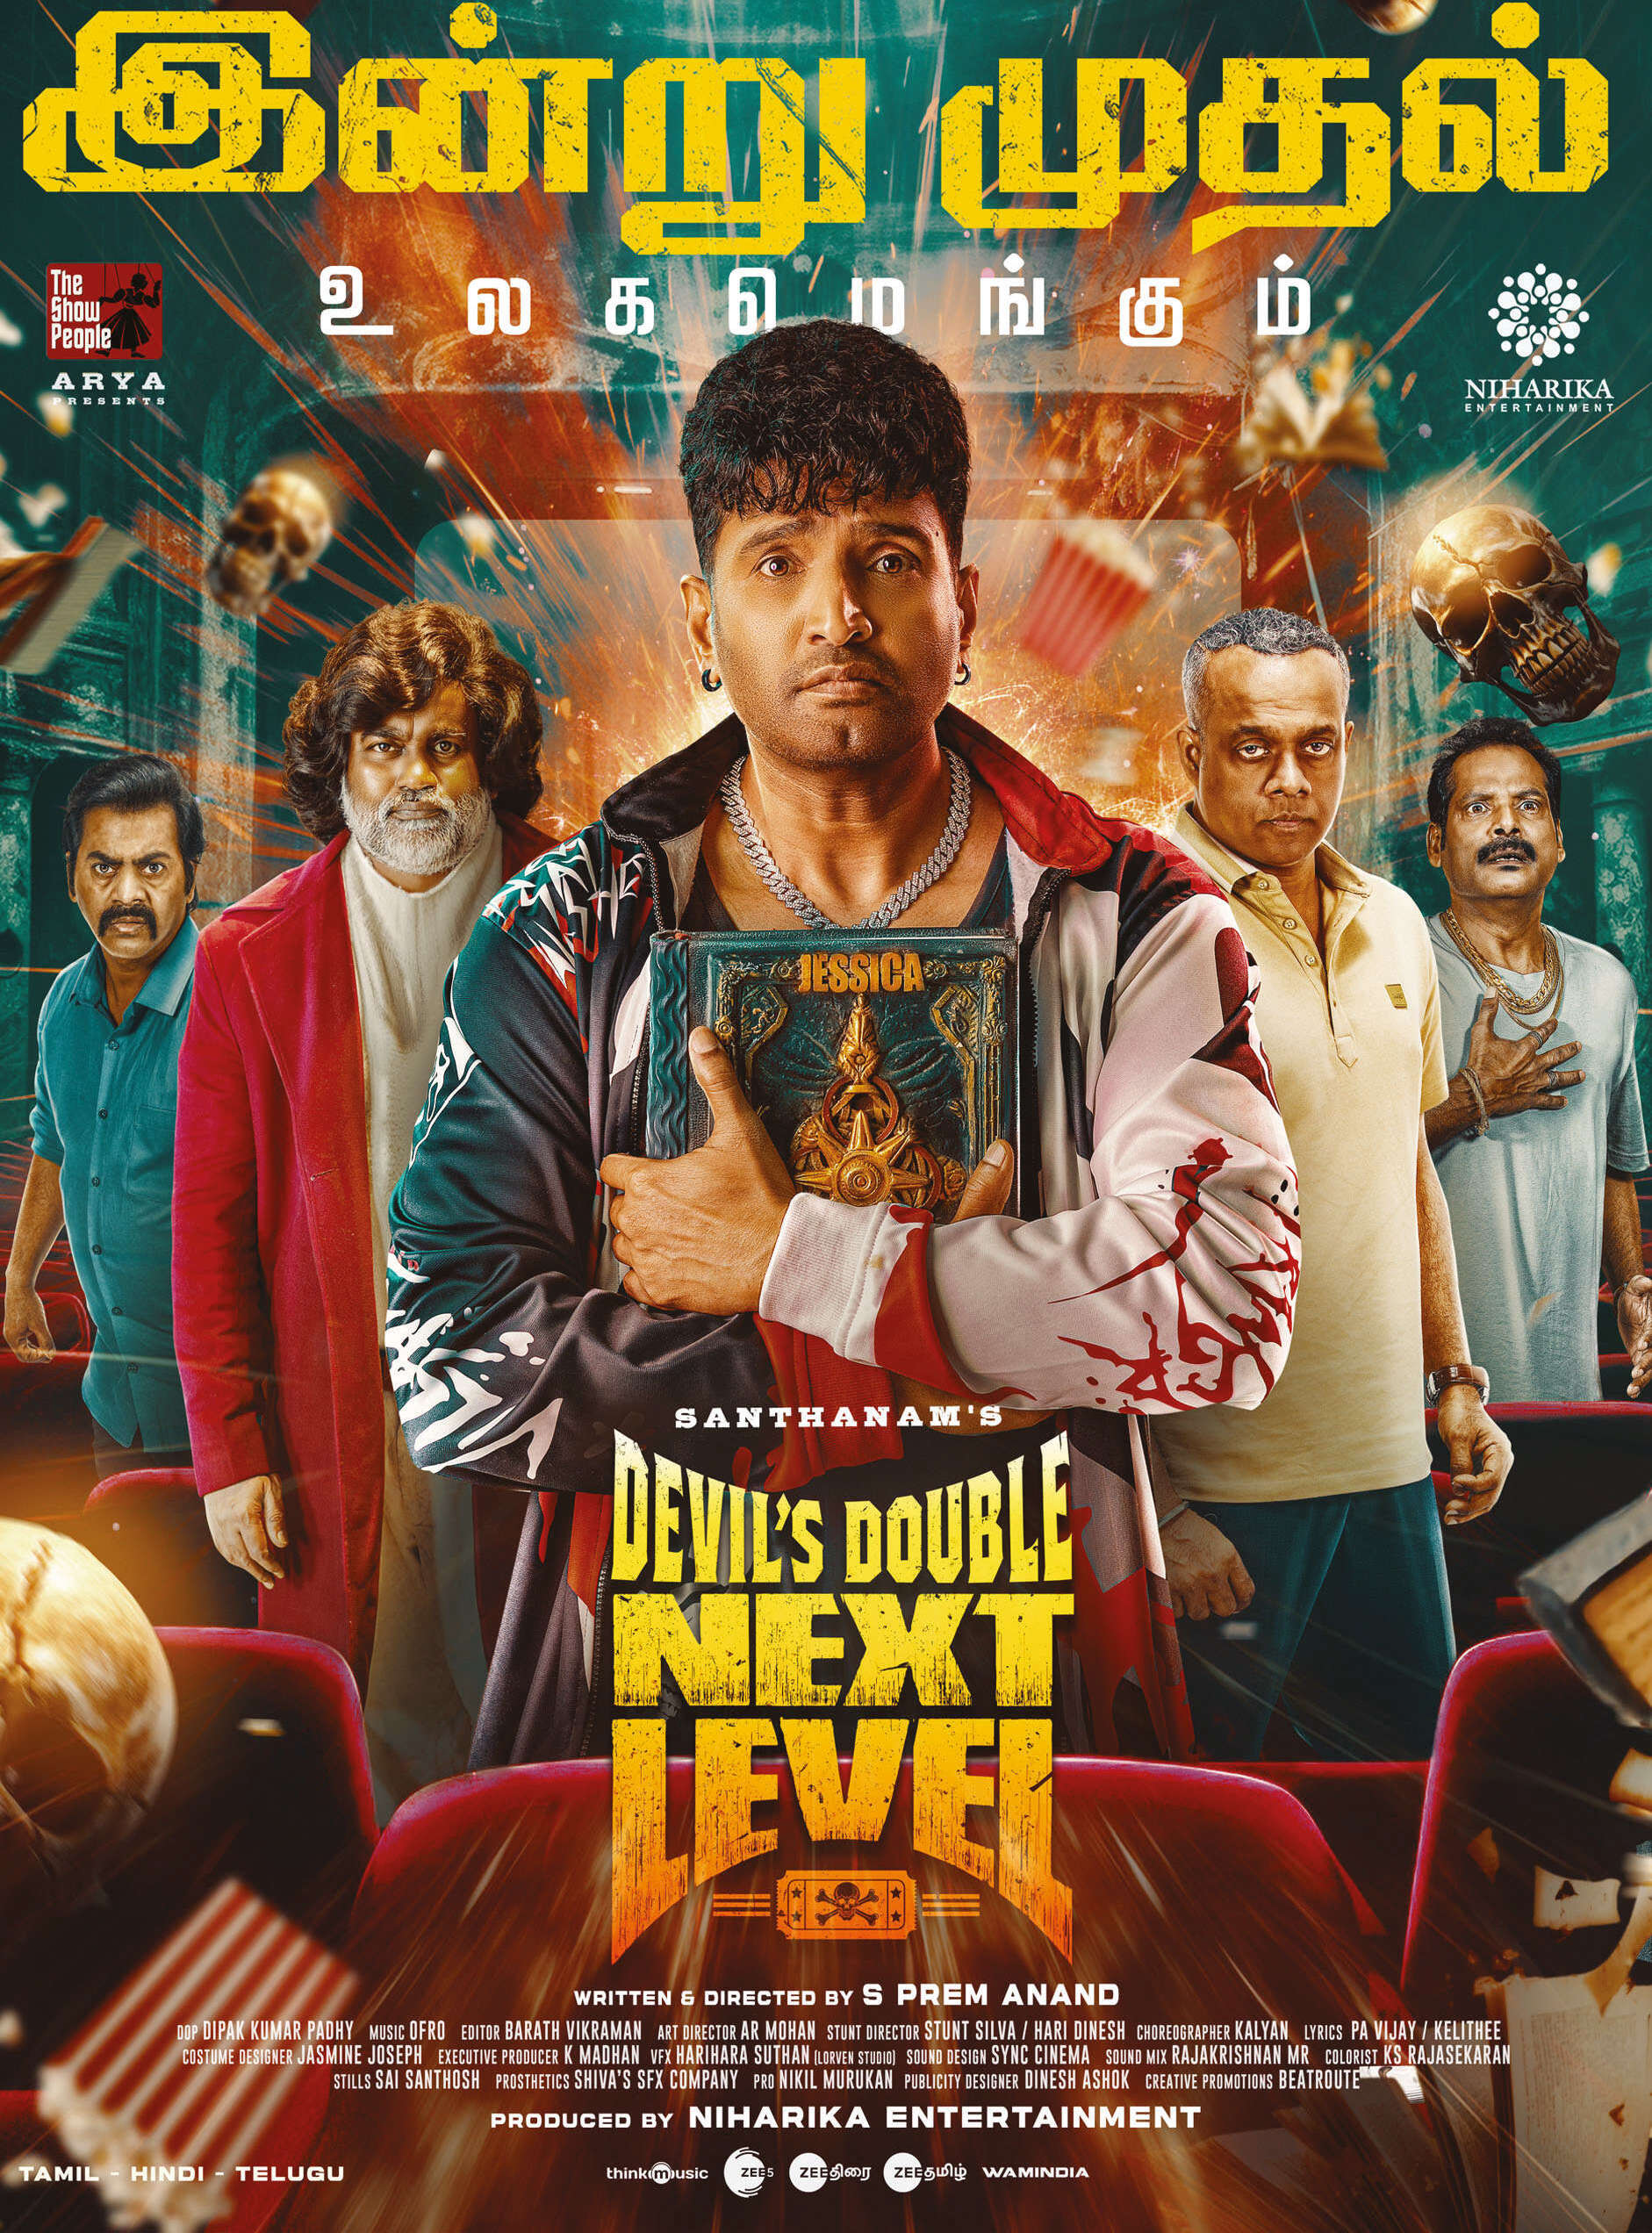 இன்று முதல்
உலகமெங்கும்
The
Show
People
ARYA
PRESENTS
NIHARIKA
ENTERTAINMENT
JESSICA
SANTHANAM'S
DEVIL'S DOUBLE
NEXT
LEVEL
WRITTEN & DIRECTED BY S PREM ANAND
DOP DIPAK KUMAR PADHY MUSIC OFRO EDITOR BARATH VIKRAMAN ART DIRECTOR AR MOHAN STUNT DIRECTOR STUNT SILVA / HARI DINESH CHOREOGRAPHER KALYAN LYRICS PA VIJAY / KELITHEE
COSTUME DESIGNER JASMINE JOSEPH EXECUTIVE PRODUCER K MADHAN VFX HARIHARA SUTHAN (LORVEN STUDIO) SOUND DESIGN SYNC CINEMA SOUND MIX RAJAKRISHNAN MR COLORIST KS RAJASEKARAN
STILLS SAI SANTHOSH PROSTHETICS SHIVA'S SFX COMPANY PRO NIKIL MURUKAN PUBLICITY DESIGNER DINESH ASHOK CREATIVE PROMOTIONS BEATROUTE
PRODUCED BY NIHARIKA ENTERTAINMENT
TAMIL - HINDI - TELUGU
think music ZEE5 ZEEதிரை ZEEதமிழ் WAMINDIA